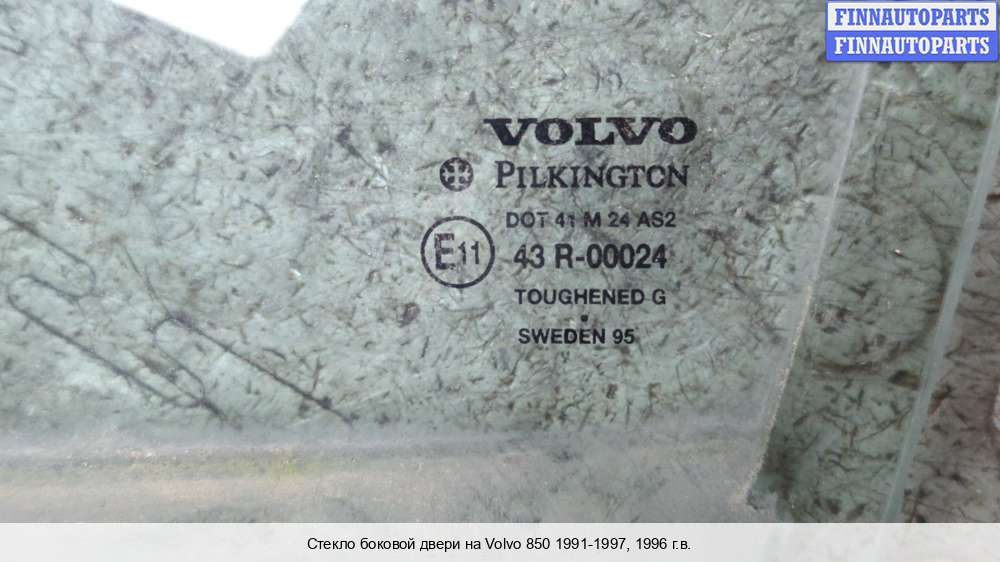 FINNAUTOPARTS
FINNAUTOPARTS
VOLVO
PILKINGTON
DOT 41 M 24 AS2
E11 43 R-00024
TOUGHENED G
SWEDEN 95
Стекло боковой двери на Volvo 850 1991-1997, 1996 г.в.